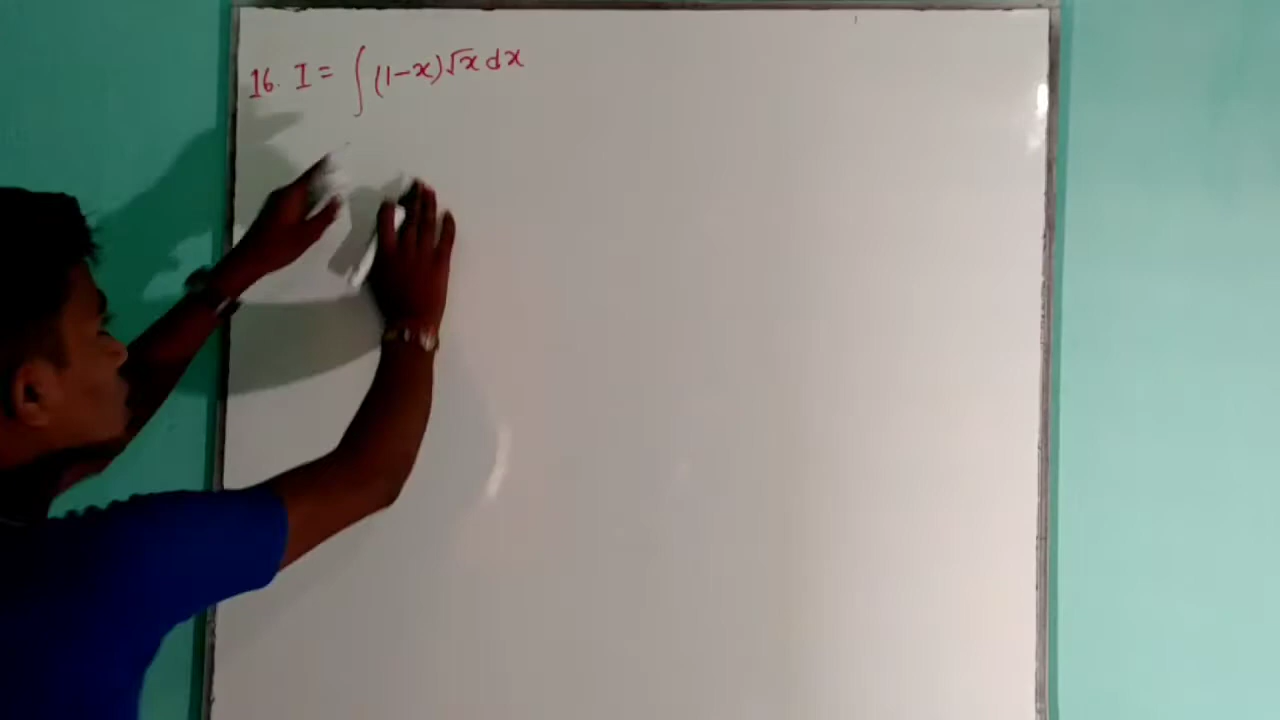 16. I = ∫(1-x)√x dx